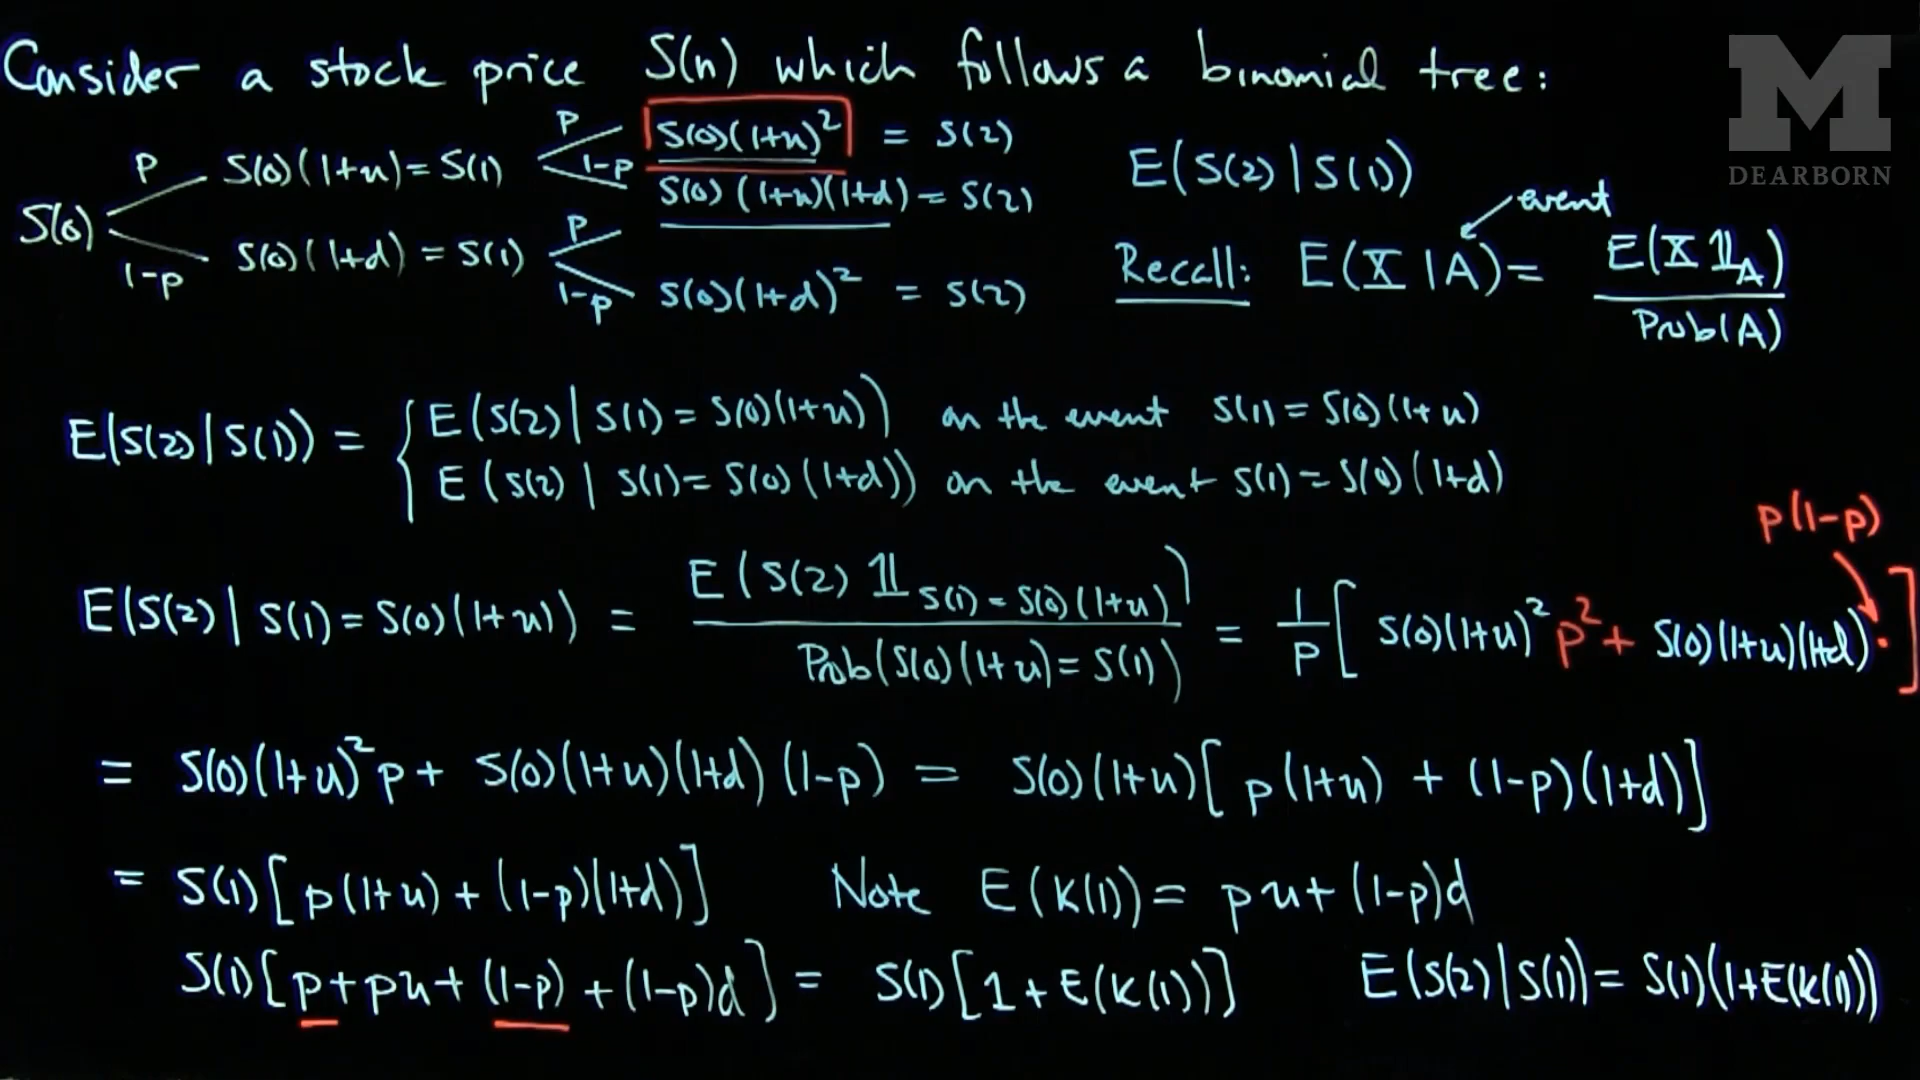 Consider a stock price S(n) which follows a binomial tree:
M
DEARBORN
S(0)
p
S(0)(1+u) = S(1)
1-p
S(0)(1+d) = S(1)
p
1-p
S(0)(1+u)² = S(2)
S(0)(1+u)(1+d) = S(2)
p
1-p
S(0)(1+d)² = S(2)
E(S(2)|S(1))
event
Recall: E(X|A) = E(X 𝟙_A) / Prob(A)
E(S(2)|S(1)) = { E(S(2)|S(1) = S(0)(1+u)) on the event S(1) = S(0)(1+u)
E(S(2)|S(1) = S(0)(1+d)) on the event S(1) = S(0)(1+d)
p(1-p)
E(S(2)|S(1) = S(0)(1+u)) = E(S(2) 𝟙_{S(1) = S(0)(1+u)}) / Prob(S(0)(1+u) = S(1)) = 1/p [ S(0)(1+u)² p² + S(0)(1+u)(1+d) · ]
= S(0)(1+u)² p + S(0)(1+u)(1+d)(1-p) = S(0)(1+u)[p(1+u) + (1-p)(1+d)]
= S(1)[p(1+u) + (1-p)(1+d)] Note E(K(1)) = pu + (1-p)d
S(1)[p + pu + (1-p) + (1-p)d] = S(1)[1 + E(K(1))] E(S(2)|S(1)) = S(1)(1+E(K(1)))